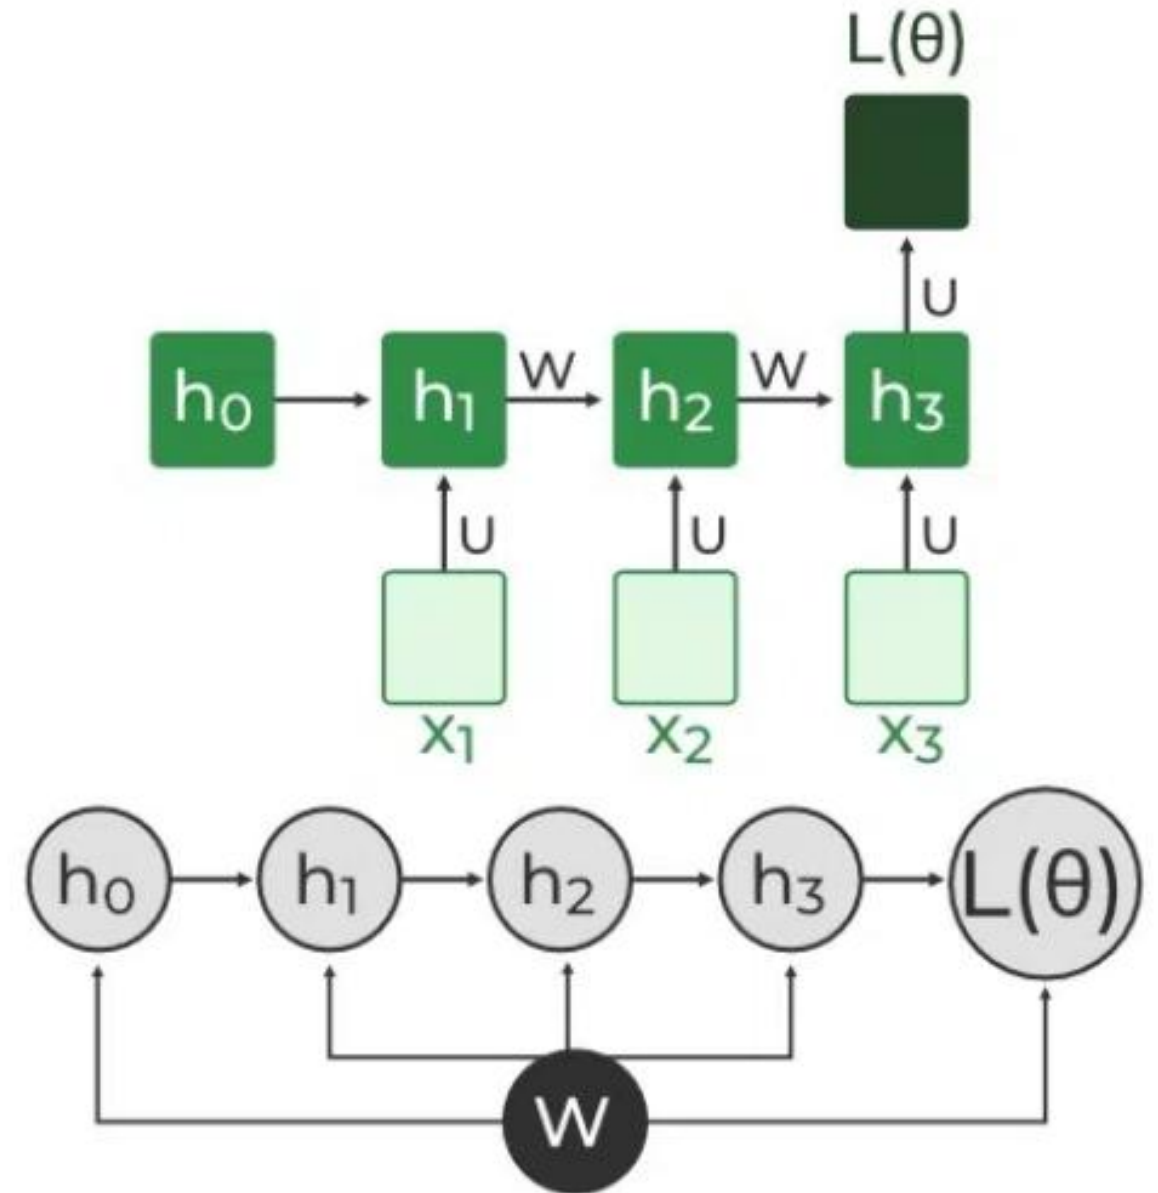 L(θ)
U
h₀ h₁ W h₂ W h₃
U U U
x₁ x₂ x₃
h₀ h₁ h₂ h₃ L(θ)
W